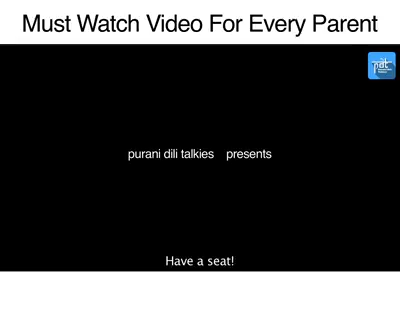 Must Watch Video For Every Parent
purani dili talkies presents
Have a seat!